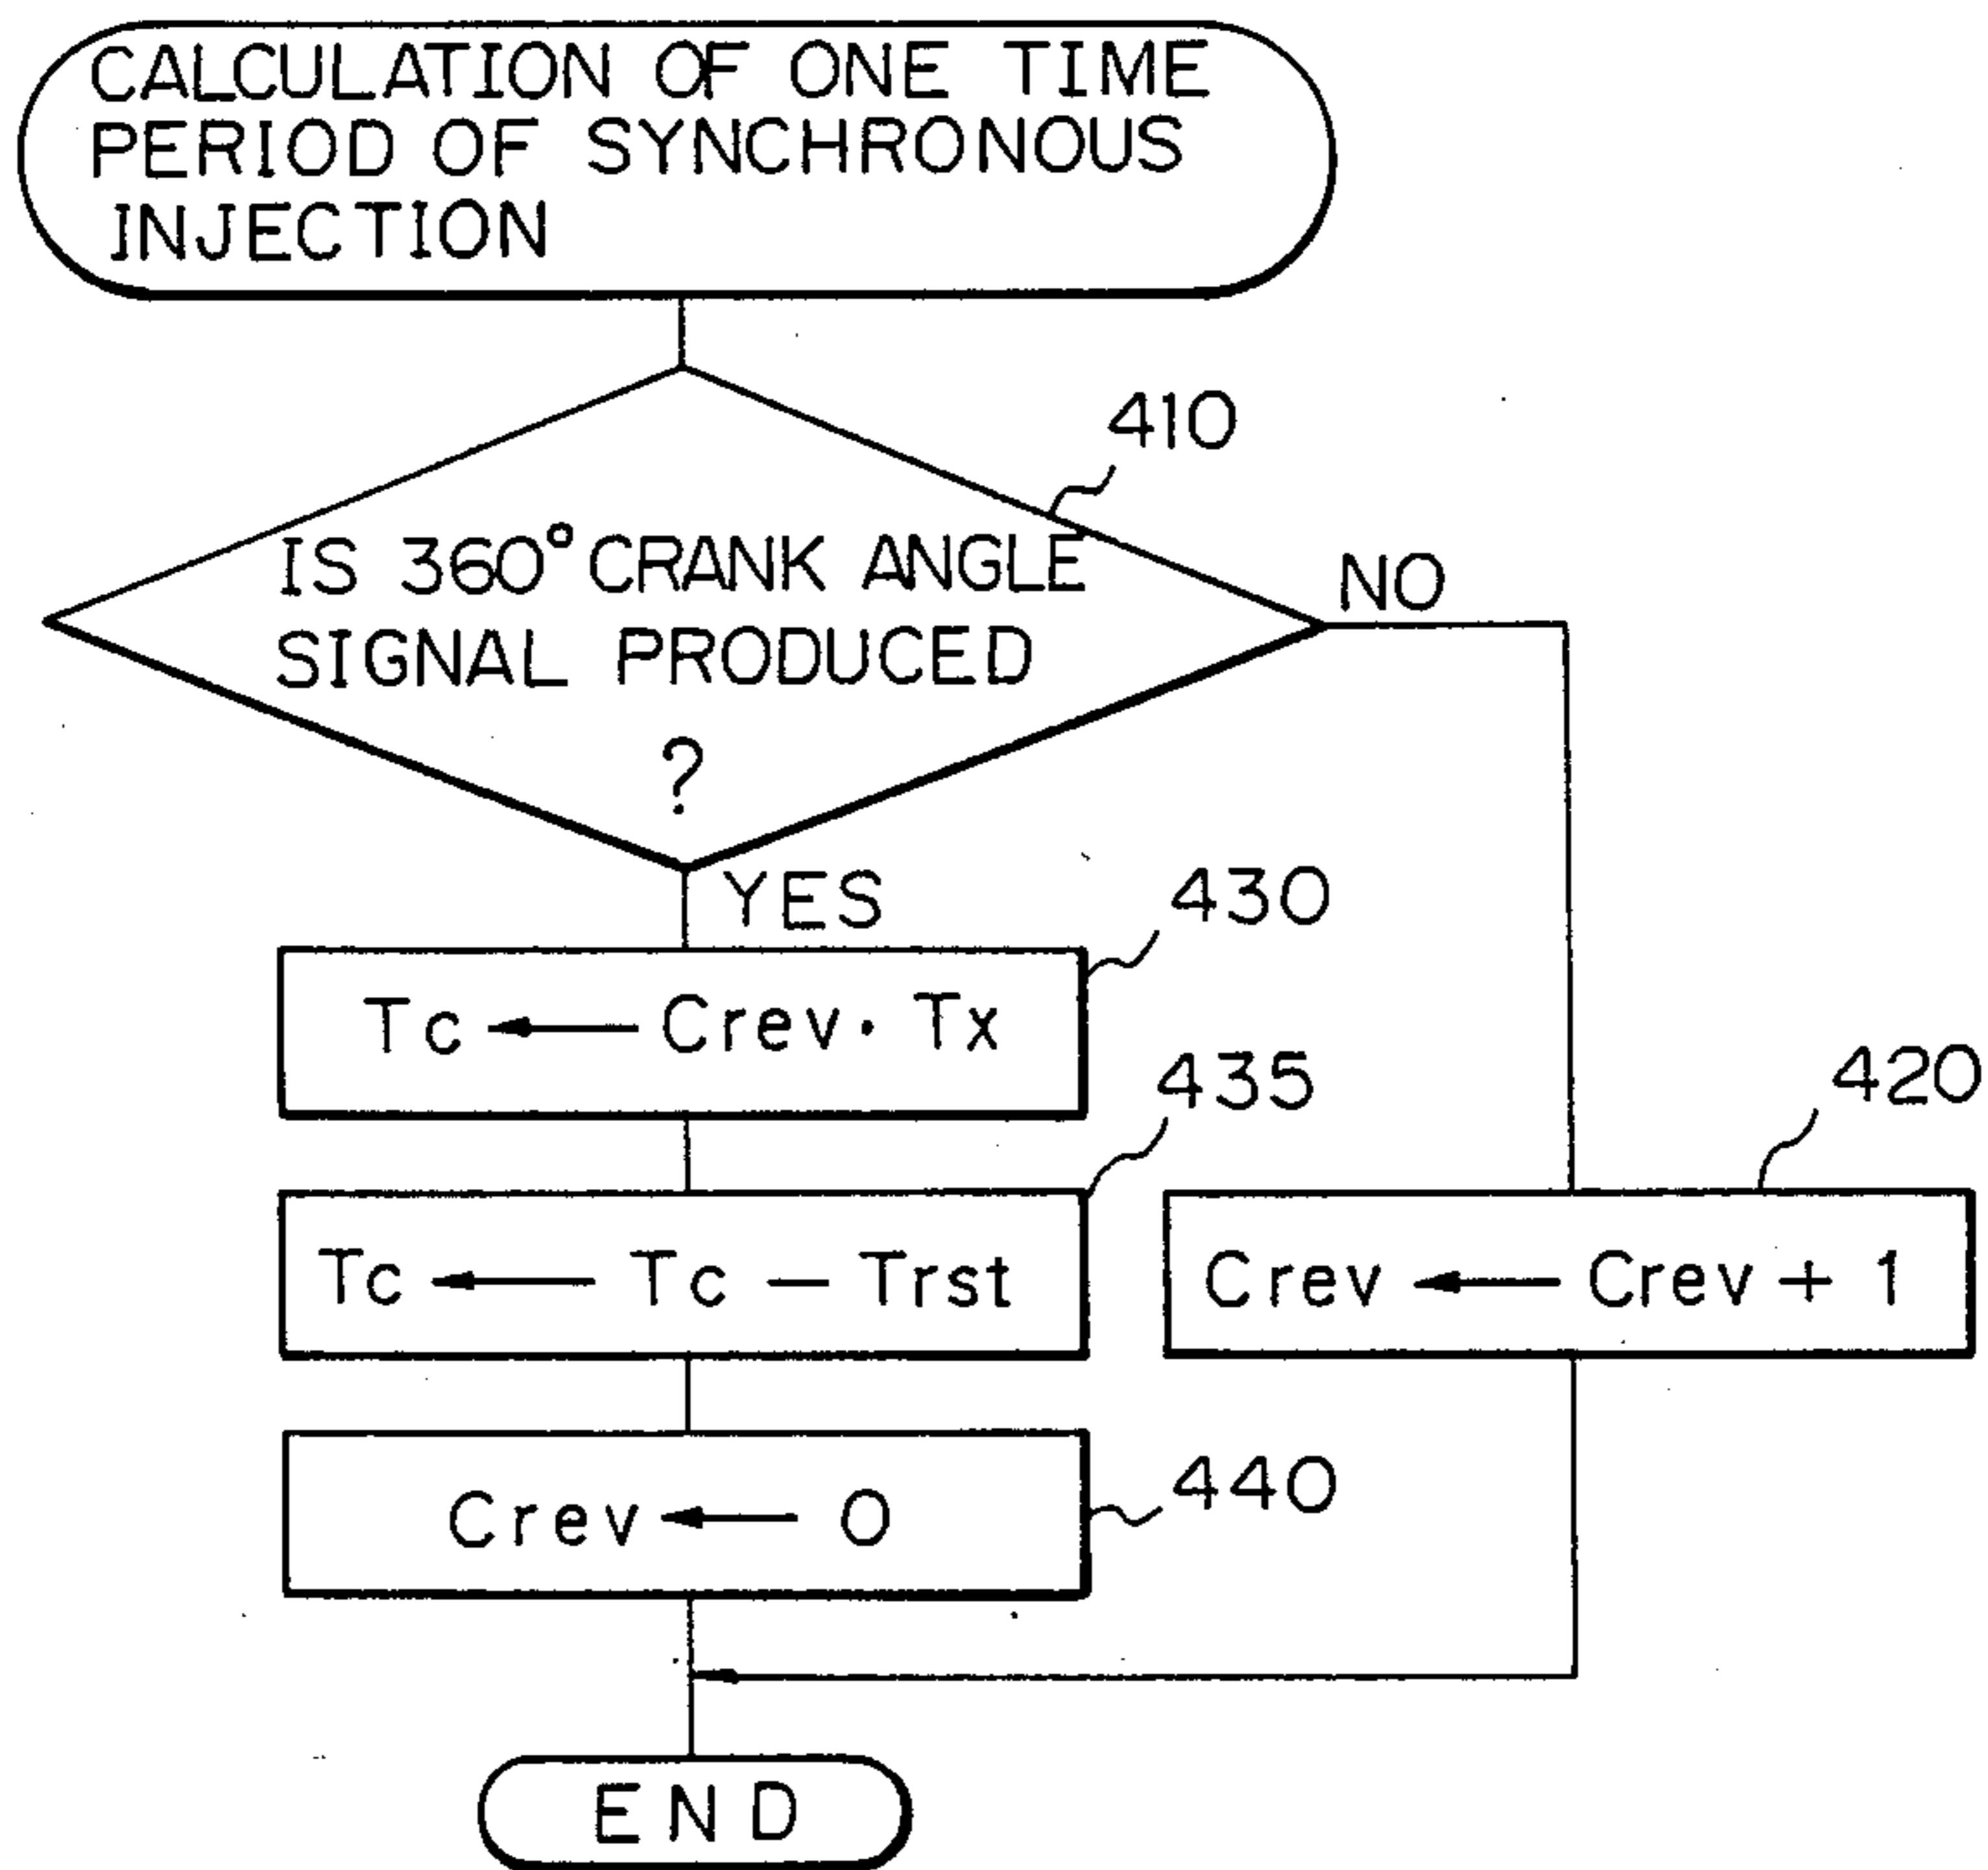 CALCULATION OF ONE TIME
PERIOD OF SYNCHRONOUS
INJECTION
410
IS 360° CRANK ANGLE
SIGNAL PRODUCED
?
NO
YES
430
Tc ← Crev · Tx
435
Tc ← Tc — Trst
420
Crev ← Crev + 1
440
Crev ← 0
END